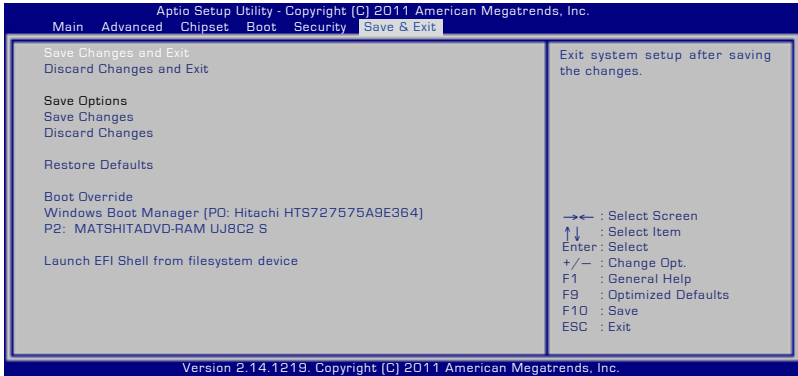 Aptio Setup Utility - Copyright (C) 2011 American Megatrends, Inc.
Main Advanced Chipset Boot Security Save & Exit
Save Changes and Exit
Discard Changes and Exit
Save Options
Save Changes
Discard Changes
Restore Defaults
Boot Override
Windows Boot Manager (P0: Hitachi HTS727575A9E364)
P2: MATSHITADVD-RAM UJ8C2 S
Launch EFI Shell from filesystem device
Exit system setup after saving
the changes.
→← : Select Screen
↑↓ : Select Item
Enter : Select
+/— : Change Opt.
F1 : General Help
F9 : Optimized Defaults
F10 : Save
ESC : Exit
Version 2.14.1219. Copyright (C) 2011 American Megatrends, Inc.